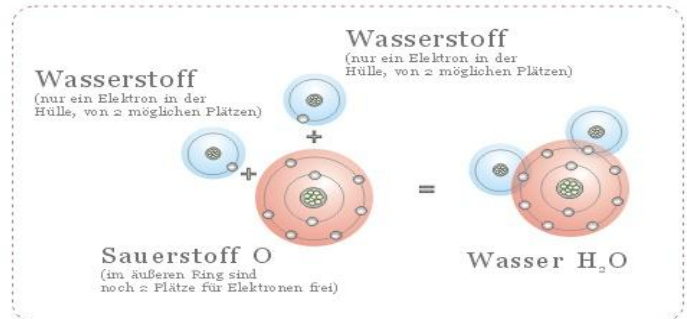 Wasserstoff
(nur ein Elektron in der
Hülle, von 2 möglichen Plätzen)
Wasserstoff
(nur ein Elektron in der
Hülle, von 2 möglichen Plätzen)
+
+
=
Sauerstoff O
(im äußeren Ring sind
noch 2 Plätze für Elektronen frei)
Wasser H₂O